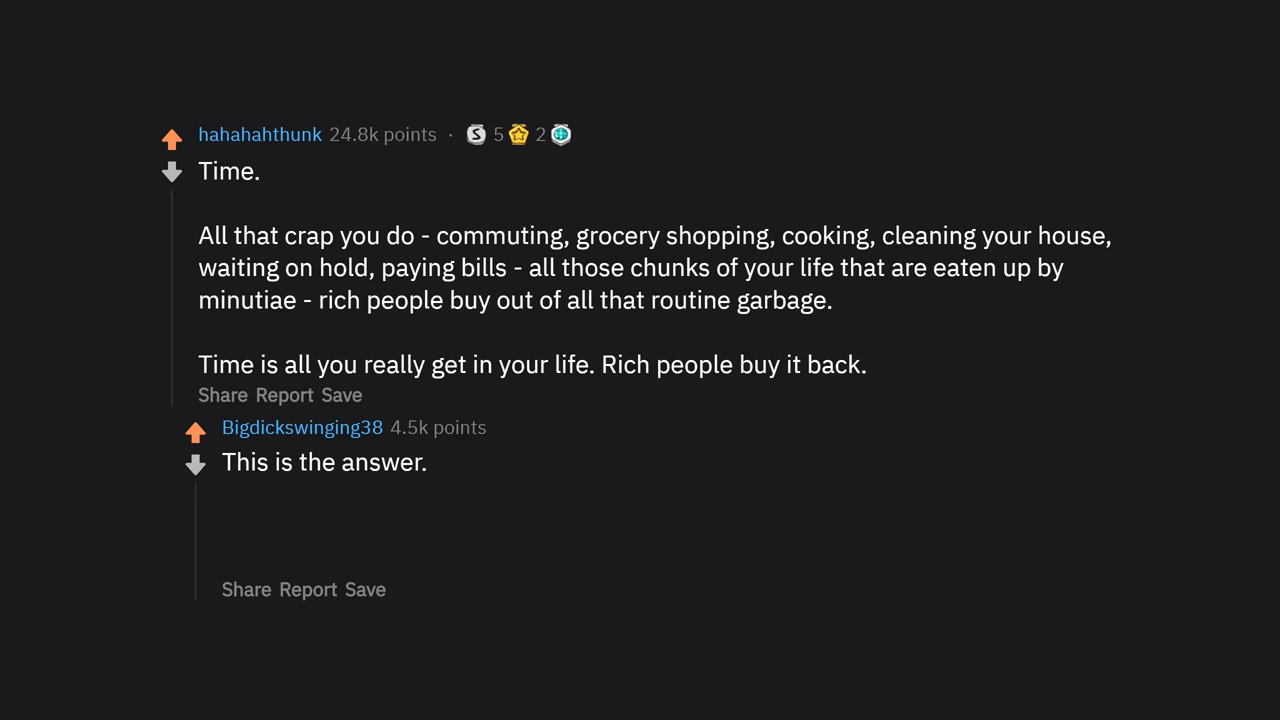 hahahahthunk 24.8k points · S 5 2
Time.
All that crap you do - commuting, grocery shopping, cooking, cleaning your house,
waiting on hold, paying bills - all those chunks of your life that are eaten up by
minutiae - rich people buy out of all that routine garbage.
Time is all you really get in your life. Rich people buy it back.
Share Report Save
Bigdickswinging38 4.5k points
This is the answer.
Share Report Save